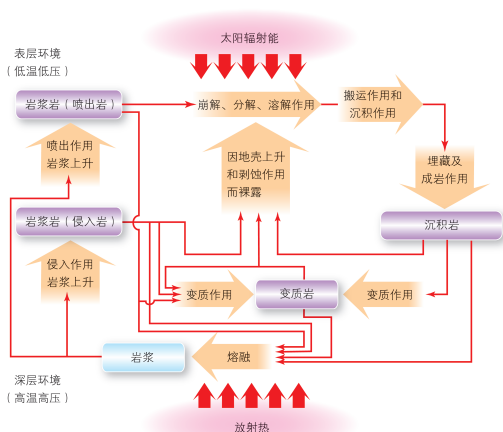 太阳辐射能
表层环境
（低温低压）
岩浆岩（喷出岩）
崩解、分解、溶解作用
搬运作用和
沉积作用
喷出作用
岩浆上升
因地壳上升
和剥蚀作用
而裸露
埋藏及
成岩作用
岩浆岩（侵入岩）
沉积岩
侵入作用
岩浆上升
变质作用
变质岩
变质作用
岩浆
熔融
深层环境
（高温高压）
放射热